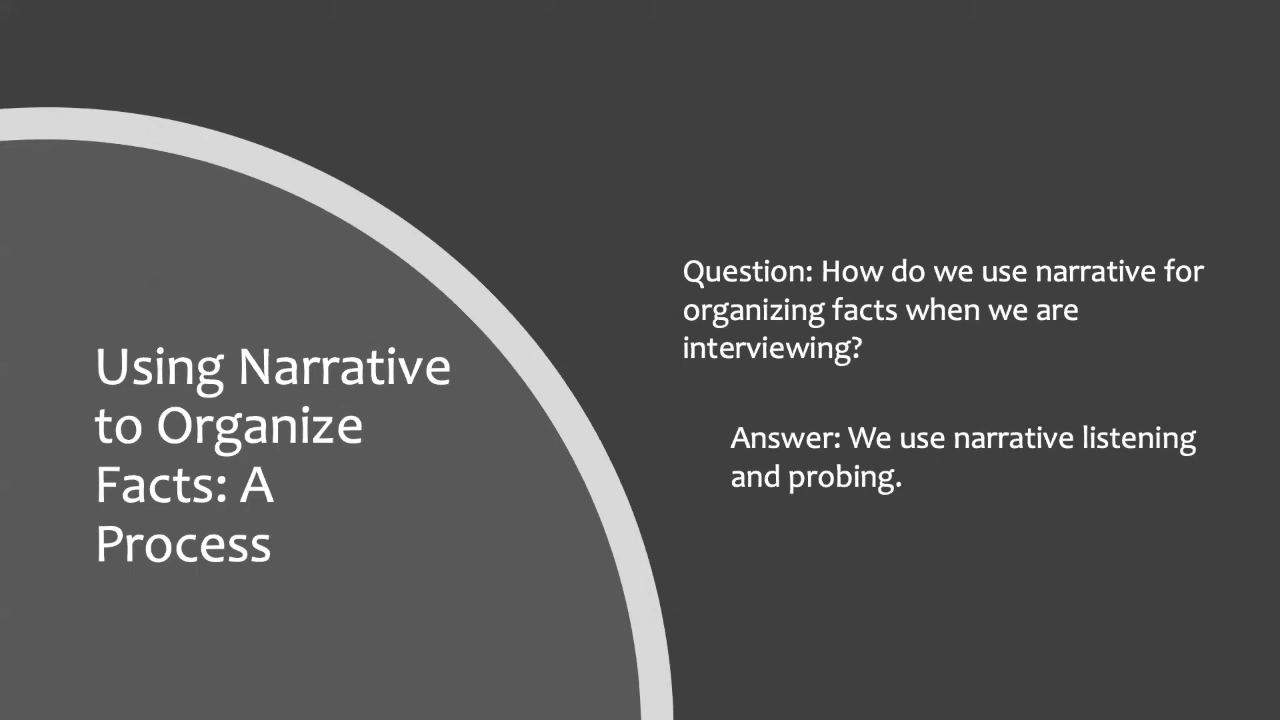 Using Narrative
to Organize
Facts: A
Process
Question: How do we use narrative for
organizing facts when we are
interviewing?
Answer: We use narrative listening
and probing.